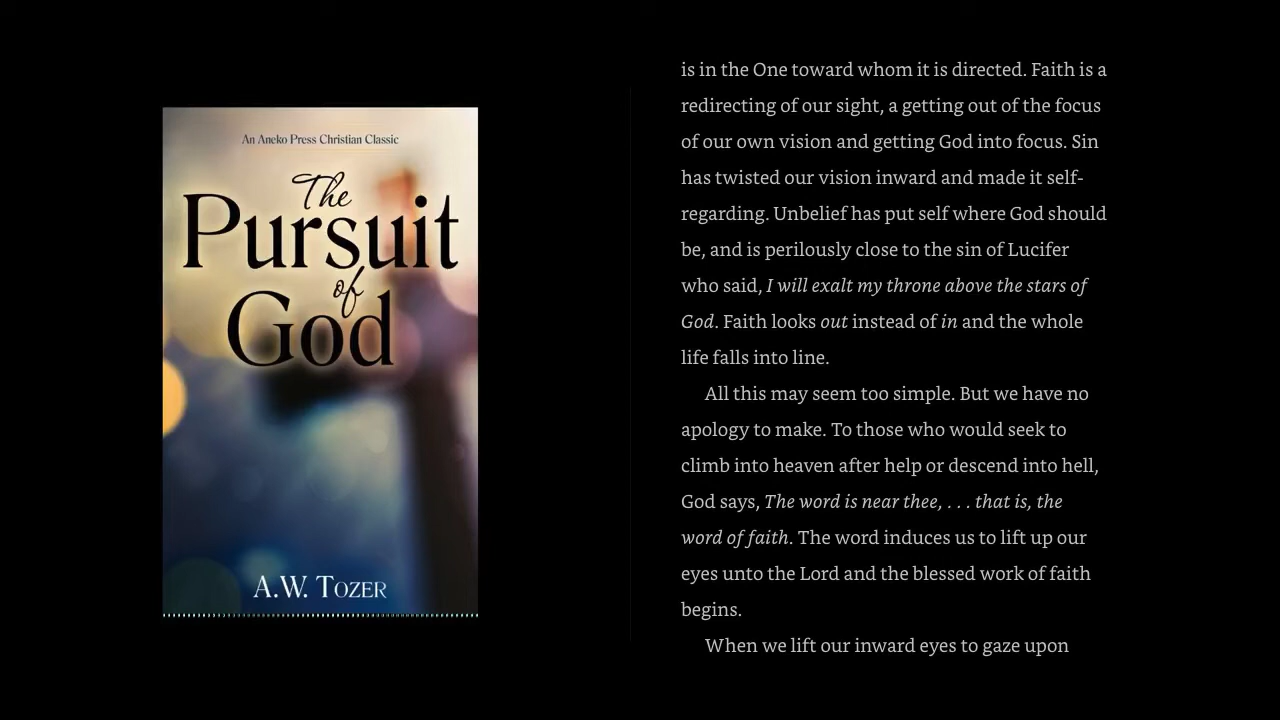 An Aneko Press Christian Classic
The
Pursuit
of
God
A.W. Tozer
is in the One toward whom it is directed. Faith is a
redirecting of our sight, a getting out of the focus
of our own vision and getting God into focus. Sin
has twisted our vision inward and made it self-
regarding. Unbelief has put self where God should
be, and is perilously close to the sin of Lucifer
who said, I will exalt my throne above the stars of
God. Faith looks out instead of in and the whole
life falls into line.
All this may seem too simple. But we have no
apology to make. To those who would seek to
climb into heaven after help or descend into hell,
God says, The word is near thee, . . . that is, the
word of faith. The word induces us to lift up our
eyes unto the Lord and the blessed work of faith
begins.
When we lift our inward eyes to gaze upon